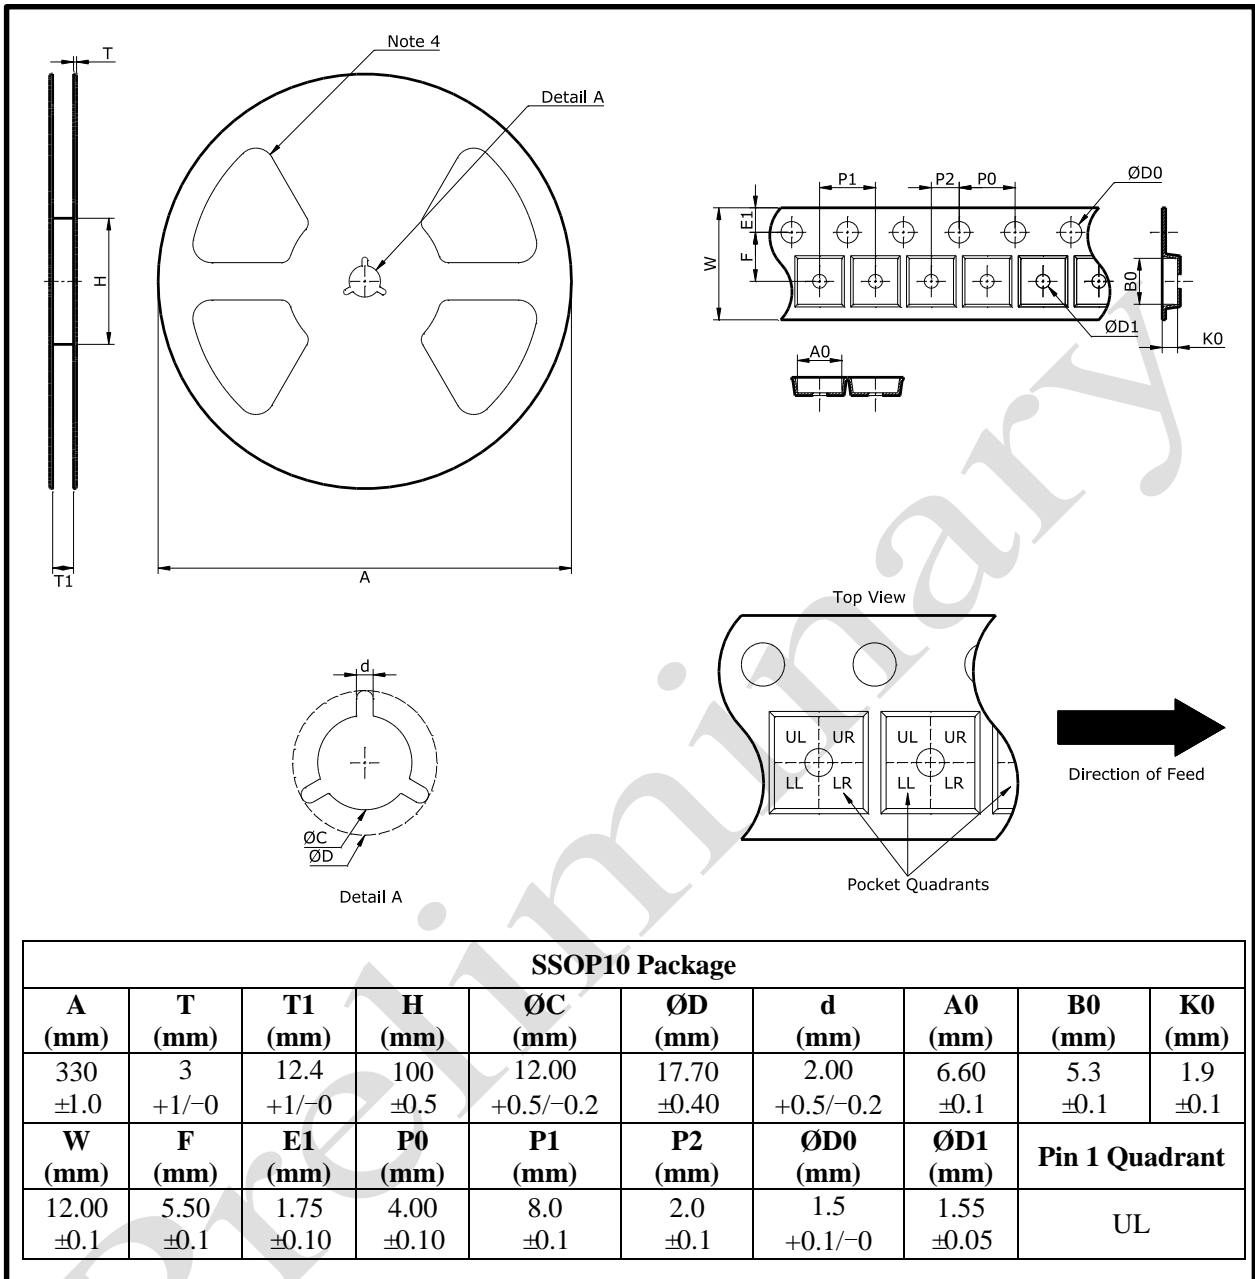 T
Note 4
Detail A
H
T1
A
P1
P2
P0
ØD0
E1
W
F
B0
ØD1
K0
A0
Top View
d
ØC
ØD
Detail A
UL UR UL UR
LL LR LL LR
Direction of Feed
Pocket Quadrants
Preliminary
SSOP10 Package
A T T1 H ØC ØD d A0 B0 K0
(mm) (mm) (mm) (mm) (mm) (mm) (mm) (mm) (mm) (mm)
330 3 12.4 100 12.00 17.70 2.00 6.60 5.3 1.9
±1.0 +1/−0 +1/−0 ±0.5 +0.5/−0.2 ±0.40 +0.5/−0.2 ±0.1 ±0.1 ±0.1
W F E1 P0 P1 P2 ØD0 ØD1 Pin 1 Quadrant
(mm) (mm) (mm) (mm) (mm) (mm) (mm) (mm)
12.00 5.50 1.75 4.00 8.0 2.0 1.5 1.55 UL
±0.1 ±0.1 ±0.10 ±0.10 ±0.1 ±0.1 +0.1/−0 ±0.05